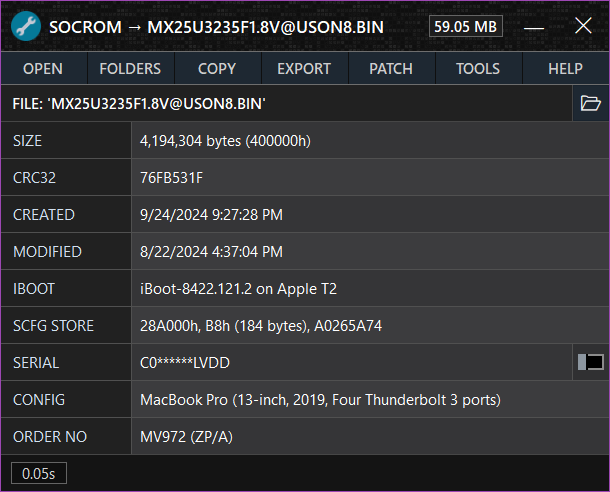 SOCROM → MX25U3235F1.8V@USON8.BIN 59.05 MB
OPEN FOLDERS COPY EXPORT PATCH TOOLS HELP
FILE: 'MX25U3235F1.8V@USON8.BIN'
SIZE 4,194,304 bytes (400000h)
CRC32 76FB531F
CREATED 9/24/2024 9:27:28 PM
MODIFIED 8/22/2024 4:37:04 PM
IBOOT iBoot-8422.121.2 on Apple T2
SCFG STORE 28A000h, B8h (184 bytes), A0265A74
SERIAL C0******LVDD
CONFIG MacBook Pro (13-inch, 2019, Four Thunderbolt 3 ports)
ORDER NO MV972 (ZP/A)
0.05s